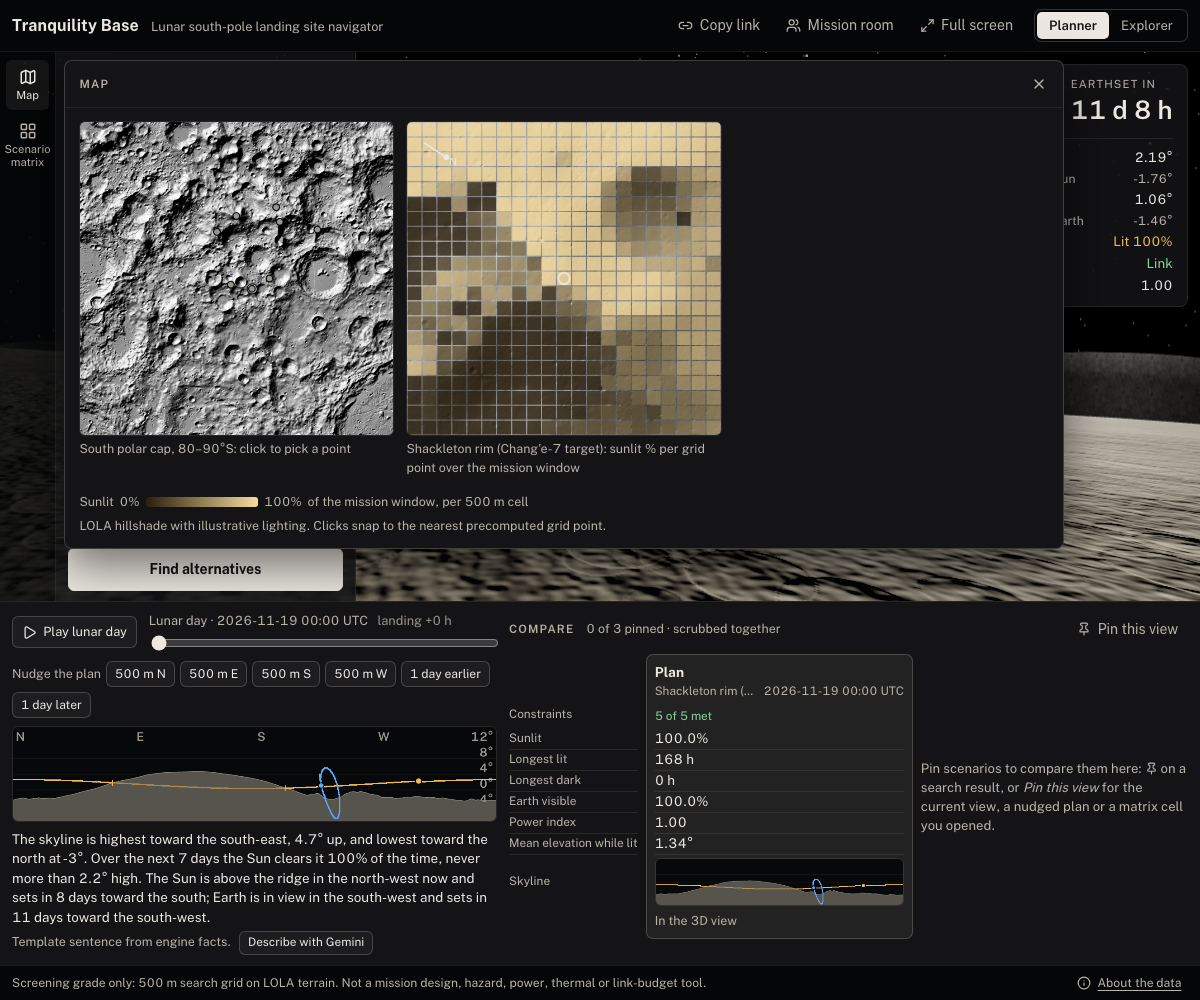 Tranquility Base Lunar south-pole landing site navigator
Copy link Mission room Full screen Planner Explorer
Map
Scenario
matrix
MAP
N
South polar cap, 80–90°S: click to pick a point
Shackleton rim (Chang'e-7 target): sunlit % per grid
point over the mission window
Sunlit 0% 100% of the mission window, per 500 m cell
LOLA hillshade with illustrative lighting. Clicks snap to the nearest precomputed grid point.
EARTHSET IN
11 d 8 h
2.19°
-1.76°
1.06°
-1.46°
Lit 100%
Link
1.00
Find alternatives
Play lunar day
Lunar day · 2026-11-19 00:00 UTC landing +0 h
Nudge the plan 500 m N 500 m E 500 m S 500 m W 1 day earlier
1 day later
N E S W 12°
8°
4°
0°
The skyline is highest toward the south-east, 4.7° up, and lowest toward the
north at -3°. Over the next 7 days the Sun clears it 100% of the time, never
more than 2.2° high. The Sun is above the ridge in the north-west now and
sets in 8 days toward the south; Earth is in view in the south-west and sets in
11 days toward the south-west.
Template sentence from engine facts. Describe with Gemini
COMPARE 0 of 3 pinned · scrubbed together
Pin this view
Plan
Shackleton rim (... 2026-11-19 00:00 UTC
Constraints 5 of 5 met
Sunlit 100.0%
Longest lit 168 h
Longest dark 0 h
Earth visible 100.0%
Power index 1.00
Mean elevation while lit 1.34°
Skyline
In the 3D view
Pin scenarios to compare them here: on a
search result, or Pin this view for the
current view, a nudged plan or a matrix cell
you opened.
Screening grade only: 500 m search grid on LOLA terrain. Not a mission design, hazard, power, thermal or link-budget tool.
About the data